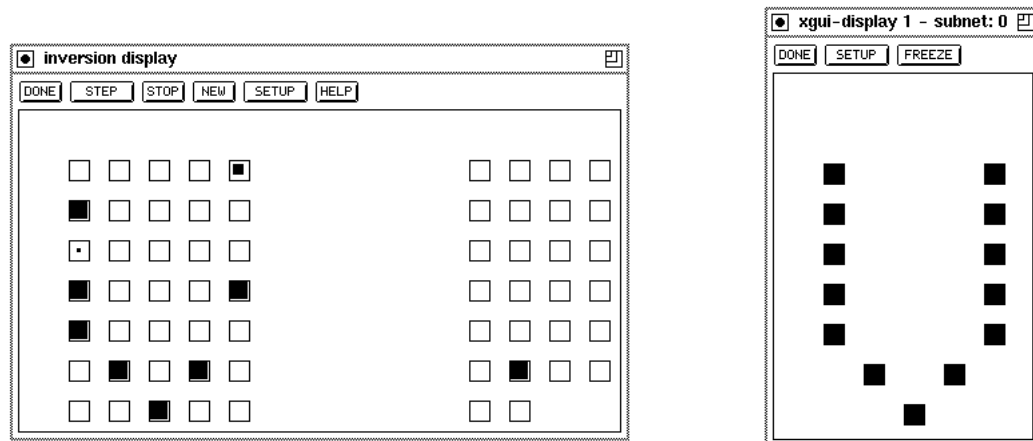 inversion display
DONE STEP STOP NEW SETUP HELP
xgui-display 1 - subnet: 0
DONE SETUP FREEZE